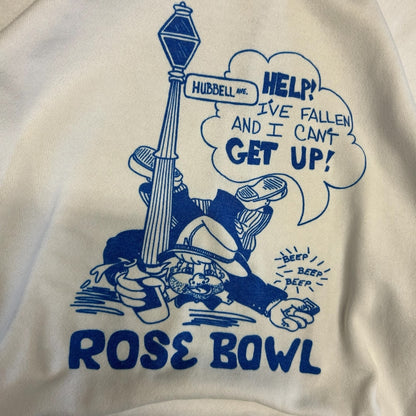 HUBBELL AVE.
HELP!
I'VE FALLEN
AND I CAN'T
GET UP!
BEEP
BEEP
BEEP
ROSE BOWL